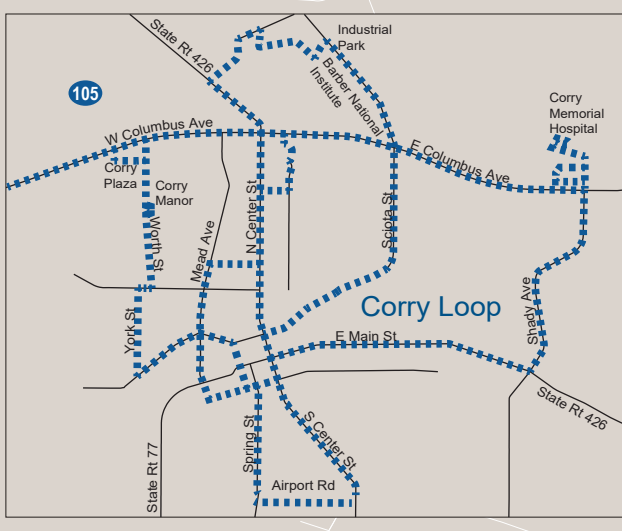 State Rt 426
Industrial
Park
Barber National
Institute
105
Corry
Memorial
Hospital
W Columbus Ave
E Columbus Ave
Corry
Plaza
Corry
Manor
Worth St
Mead Ave
N Center St
Sciota St
Corry Loop
York St
E Main St
Shady Ave
State Rt 426
S Center St
Spring St
State Rt 77
Airport Rd